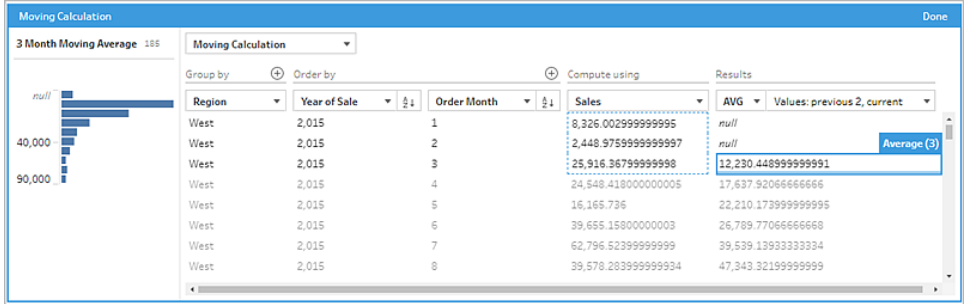 Moving Calculation Done
3 Month Moving Average 185
Moving Calculation
Group by Order by Compute using Results
Region Year of Sale Order Month Sales AVG Values: previous 2, current
null
40,000
90,000
West 2,015 1 8,326.002999999995 null
West 2,015 2 2,448.9759999999997 null Average (3)
West 2,015 3 25,916.36799999998 12,230.448999999991
West 2,015 4 24,548.418000000005 17,637.92066666666
West 2,015 5 16,165.736 22,210.173999999995
West 2,015 6 39,655.15800000003 26,789.77066666668
West 2,015 7 62,796.52399999999 39,539.13933333334
West 2,015 8 39,578.283999999934 47,343.32199999999